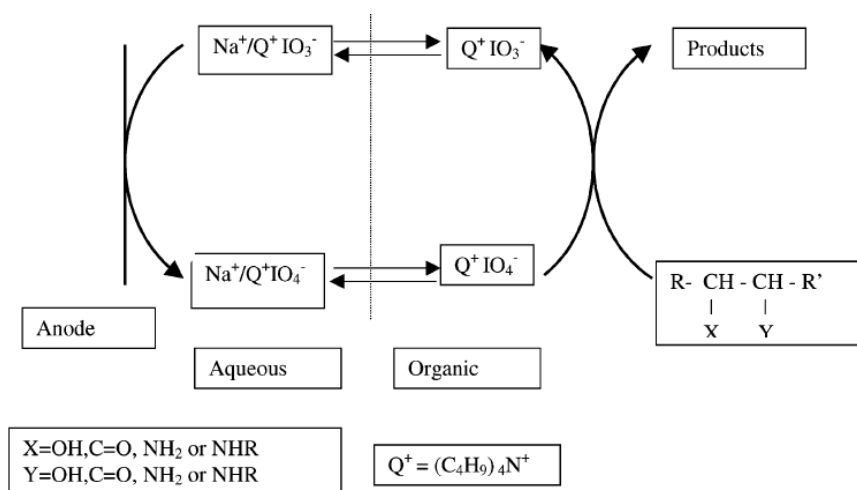 Na⁺/Q⁺ IO₃⁻
Q⁺ IO₃⁻
Products
Na⁺/Q⁺IO₄⁻
Q⁺ IO₄⁻
R- CH - CH - R’
| |
X Y
Anode
Aqueous
Organic
X=OH,C=O, NH₂ or NHR
Y=OH,C=O, NH₂ or NHR
Q⁺ = (C₄H₉) ₄N⁺